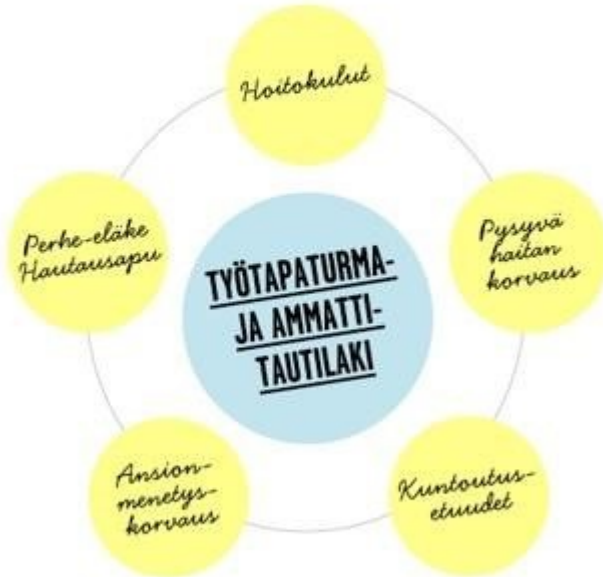 Hoitokulut
Perhe-eläke
Hautausapu
Pysyvä
haitan
korvaus
TYÖTAPATURMA-
JA AMMATTI-
TAUTILAKI
Ansion-
menetys-
korvaus
Kuntoutus-
etuudet